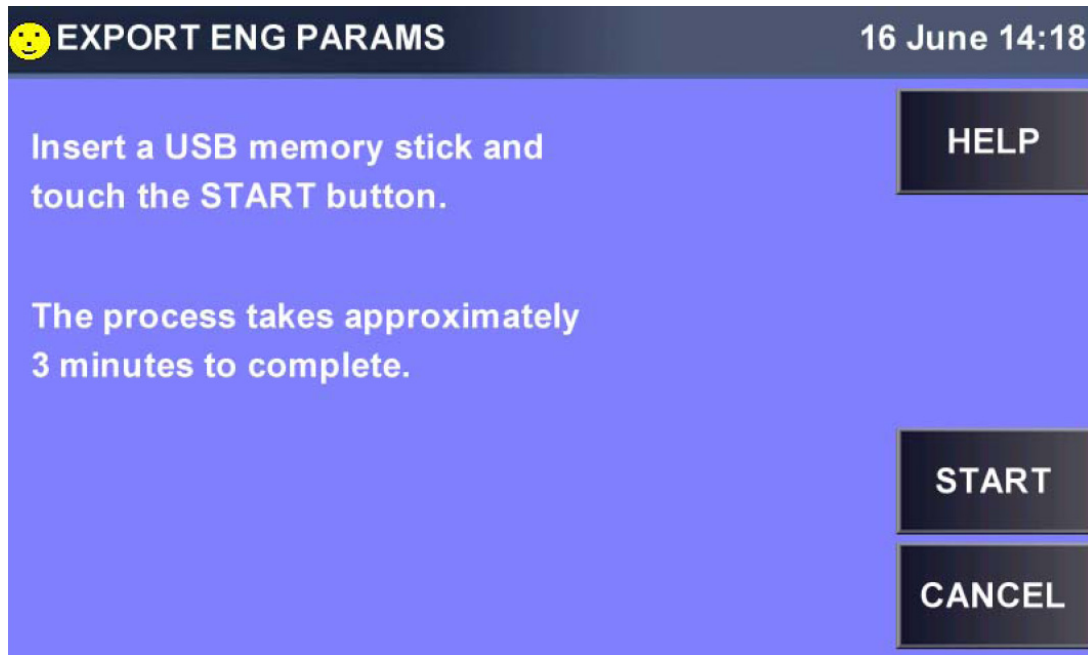 EXPORT ENG PARAMS
16 June 14:18
Insert a USB memory stick and
touch the START button.
The process takes approximately
3 minutes to complete.
HELP
START
CANCEL